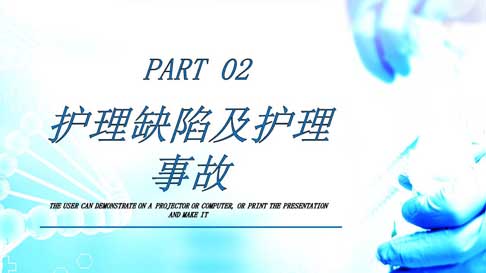 PART 02
护理缺陷及护理
事故
THE USER CAN DEMONSTRATE ON A PROJECTOR OR COMPUTER, OR PRINT THE PRESENTATION
AND MAKE IT